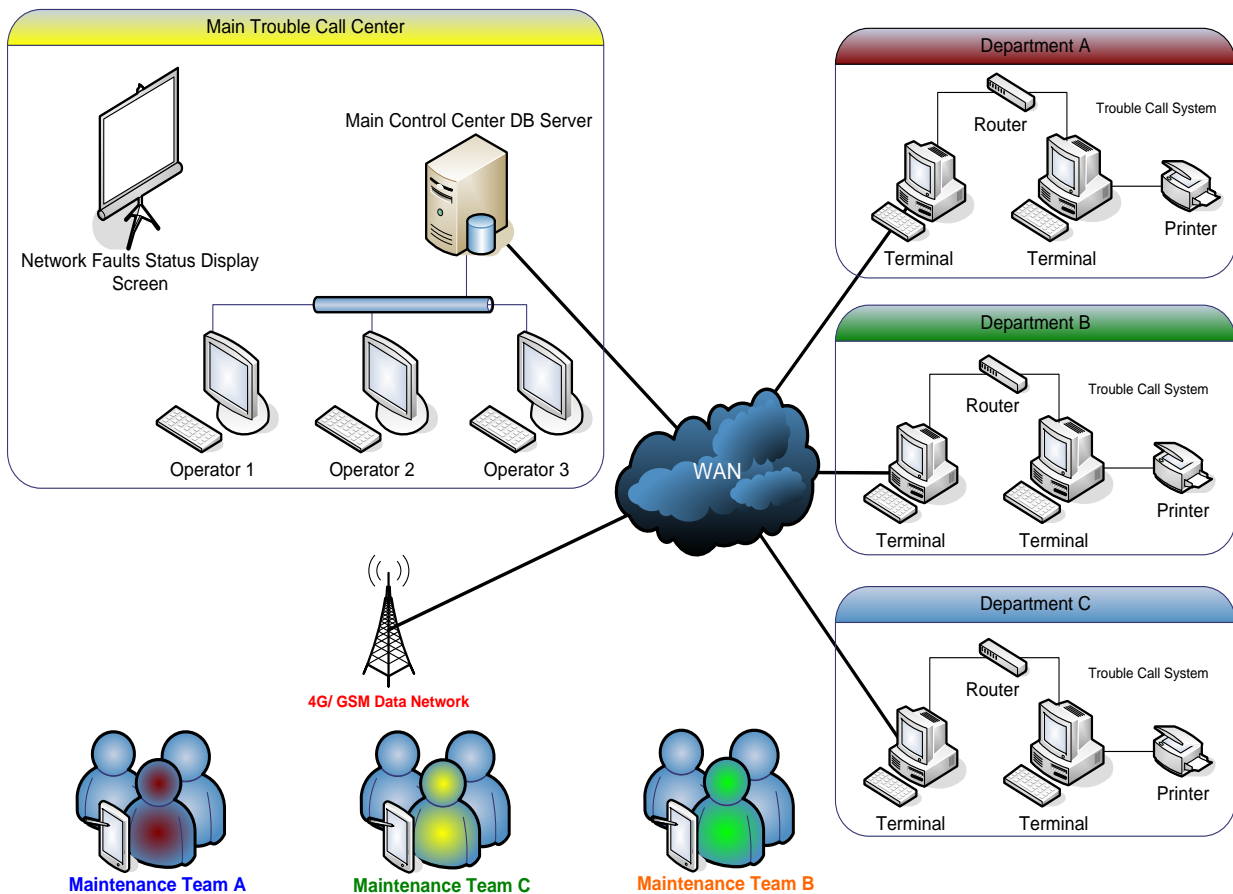 Main Trouble Call Center
Main Control Center DB Server
Network Faults Status Display
Screen
Operator 1
Operator 2
Operator 3
WAN
4G/ GSM Data Network
Maintenance Team A
Maintenance Team C
Maintenance Team B
Department A
Trouble Call System
Router
Terminal
Terminal
Printer
Department B
Trouble Call System
Router
Terminal
Terminal
Printer
Department C
Trouble Call System
Router
Terminal
Terminal
Printer